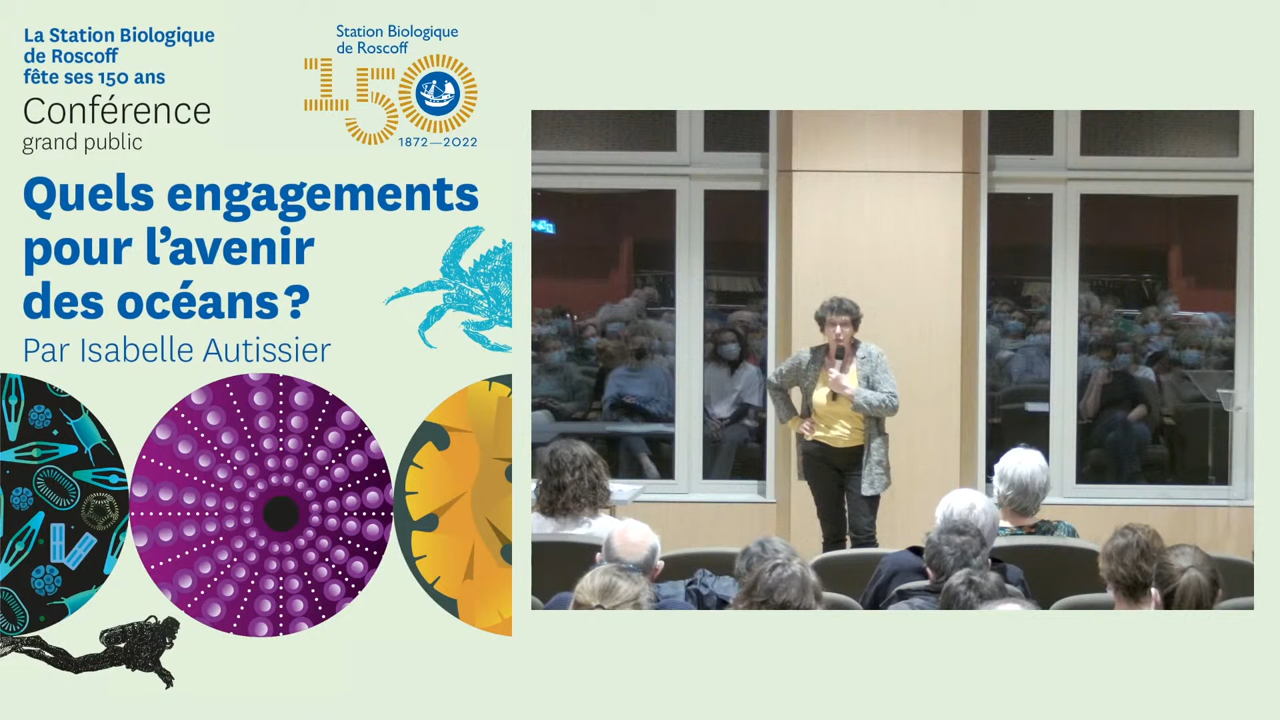 La Station Biologique
de Roscoff
fête ses 150 ans
Conférence
grand public
Station Biologique
de Roscoff
150
1872—2022
Quels engagements
pour l'avenir
des océans ?
Par Isabelle Autissier